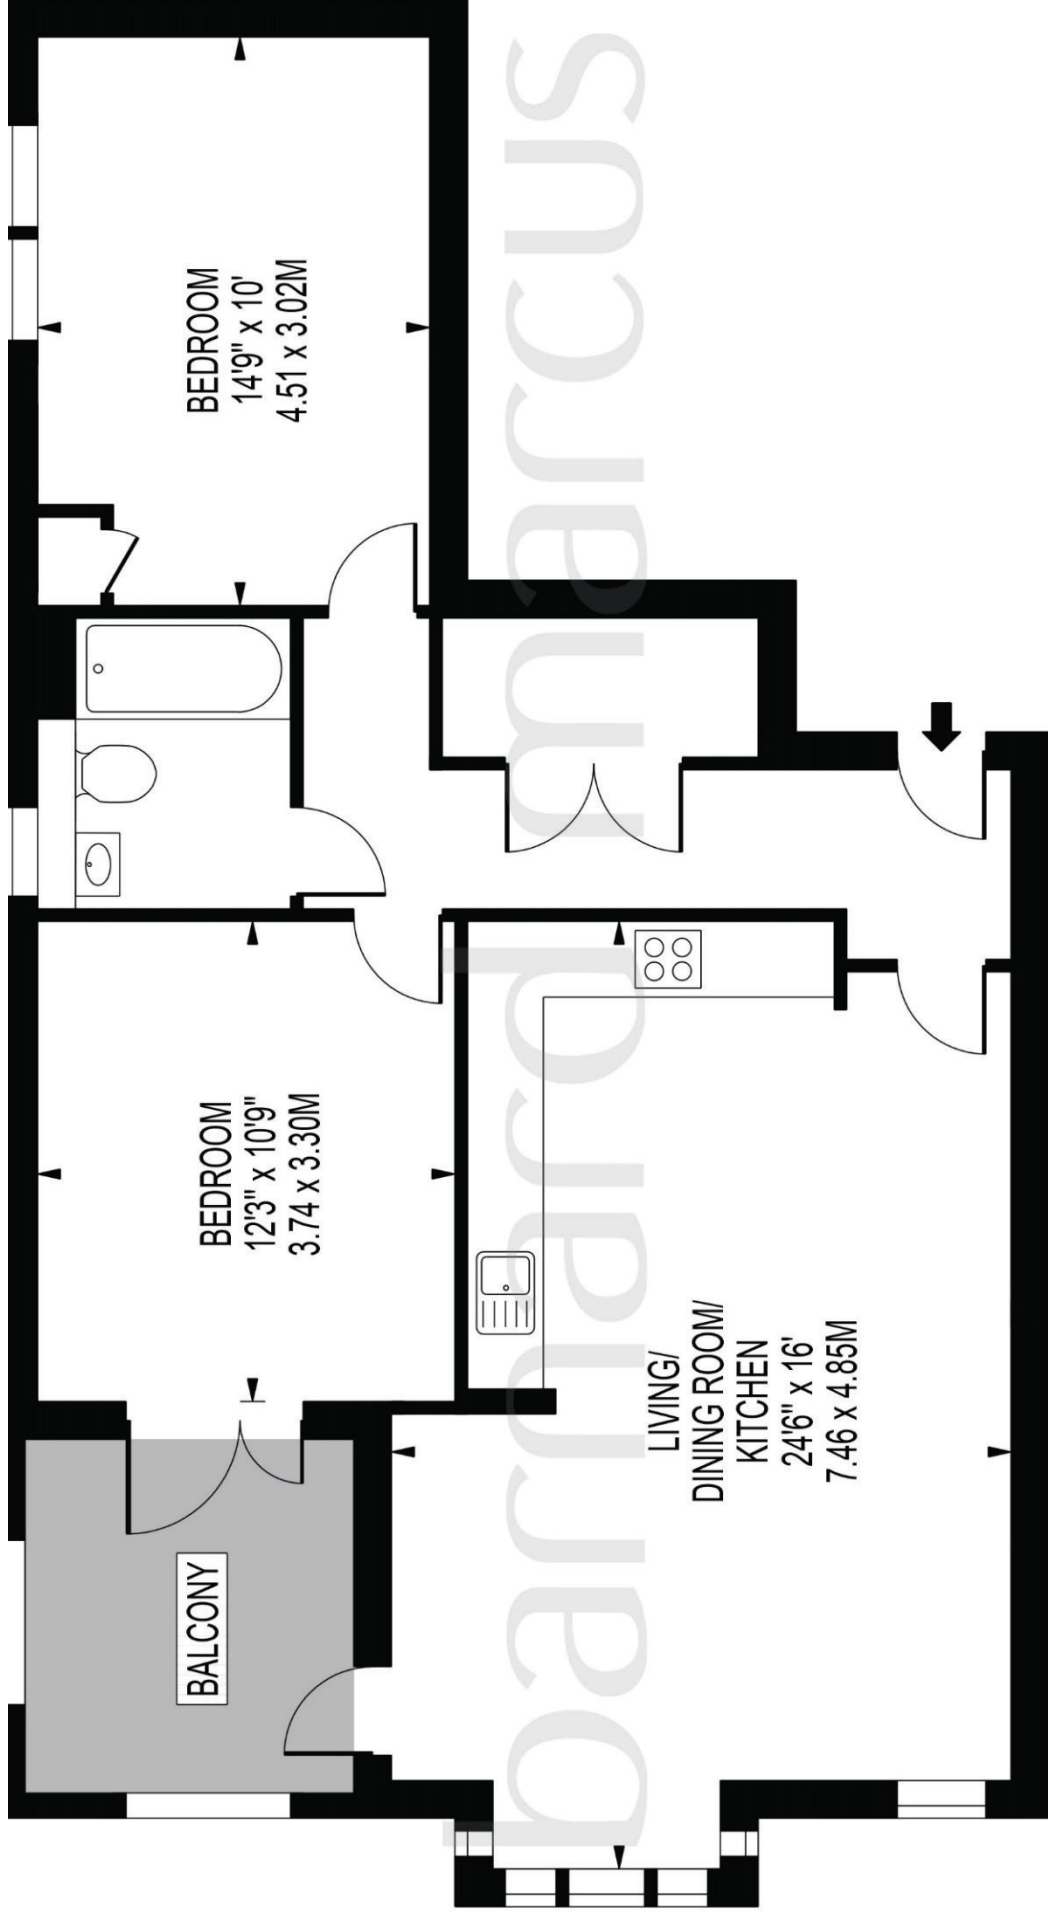 BEDROOM
14'9" x 10'
4.51 x 3.02M
BEDROOM
12'3" x 10'9"
3.74 x 3.30M
LIVING/
DINING ROOM/
KITCHEN
24'6" x 16'
7.46 x 4.85M
BALCONY
barnard marcus